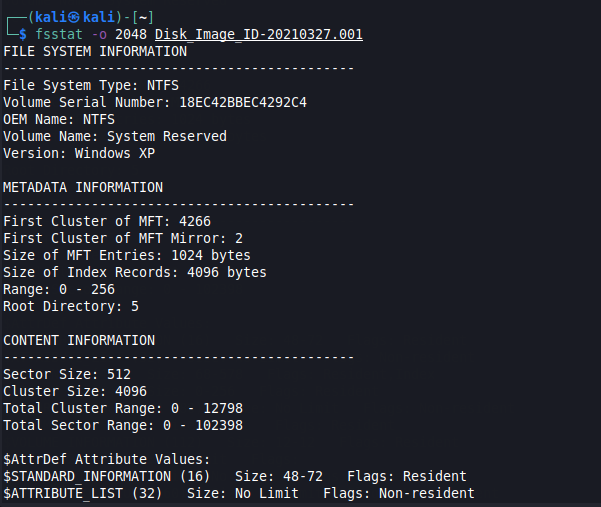 ┌──(kali㉿kali)-[~]
└─$ fsstat -o 2048 Disk_Image_ID-20210327.001
FILE SYSTEM INFORMATION
--------------------------------------------
File System Type: NTFS
Volume Serial Number: 18EC42BBEC4292C4
OEM Name: NTFS
Volume Name: System Reserved
Version: Windows XP

METADATA INFORMATION
--------------------------------------------
First Cluster of MFT: 4266
First Cluster of MFT Mirror: 2
Size of MFT Entries: 1024 bytes
Size of Index Records: 4096 bytes
Range: 0 - 256
Root Directory: 5

CONTENT INFORMATION
--------------------------------------------
Sector Size: 512
Cluster Size: 4096
Total Cluster Range: 0 - 12798
Total Sector Range: 0 - 102398

$AttrDef Attribute Values:
$STANDARD_INFORMATION (16)   Size: 48-72   Flags: Resident
$ATTRIBUTE_LIST (32)   Size: No Limit   Flags: Non-resident